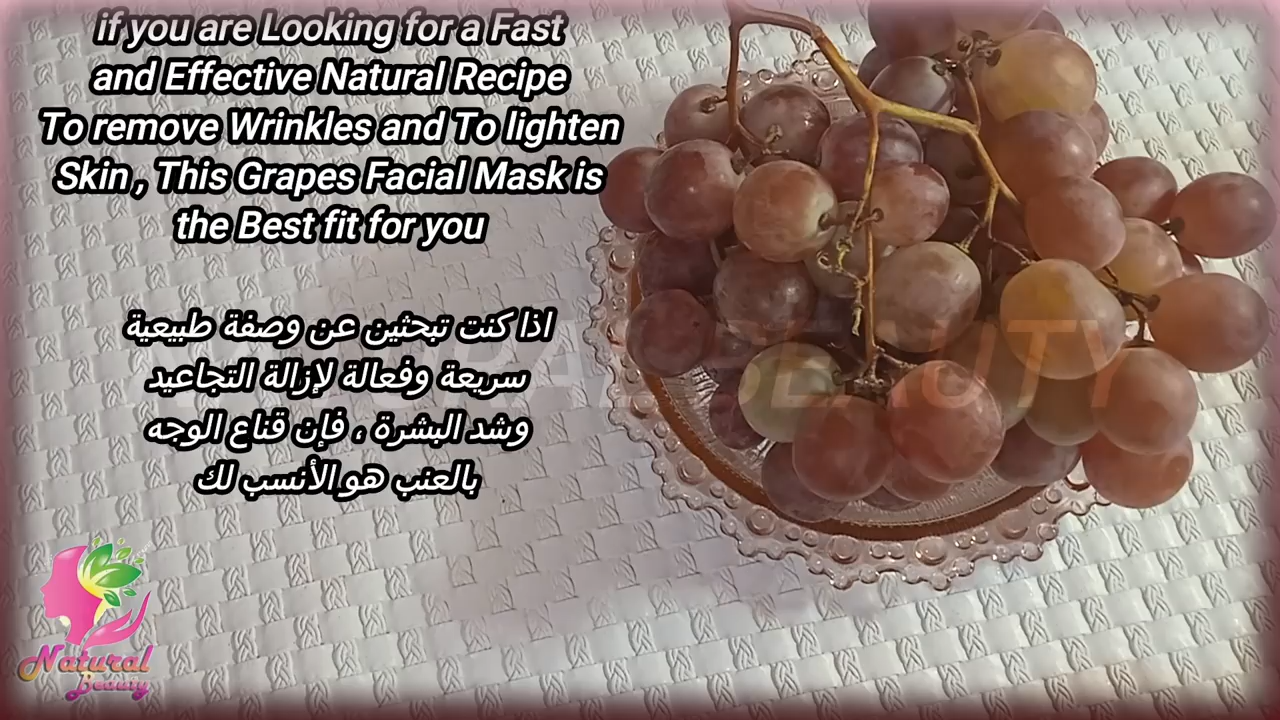 if you are Looking for a Fast
and Effective Natural Recipe
To remove Wrinkles and To lighten
Skin , This Grapes Facial Mask is
the Best fit for you
اذا كنت تبحثين عن وصفة طبيعية
سريعة وفعالة لإزالة التجاعيد
وشد البشرة ، فإن قناع الوجه
بالعنب هو الأنسب لك
NATURAL BEAUTY
Natural
Beauty